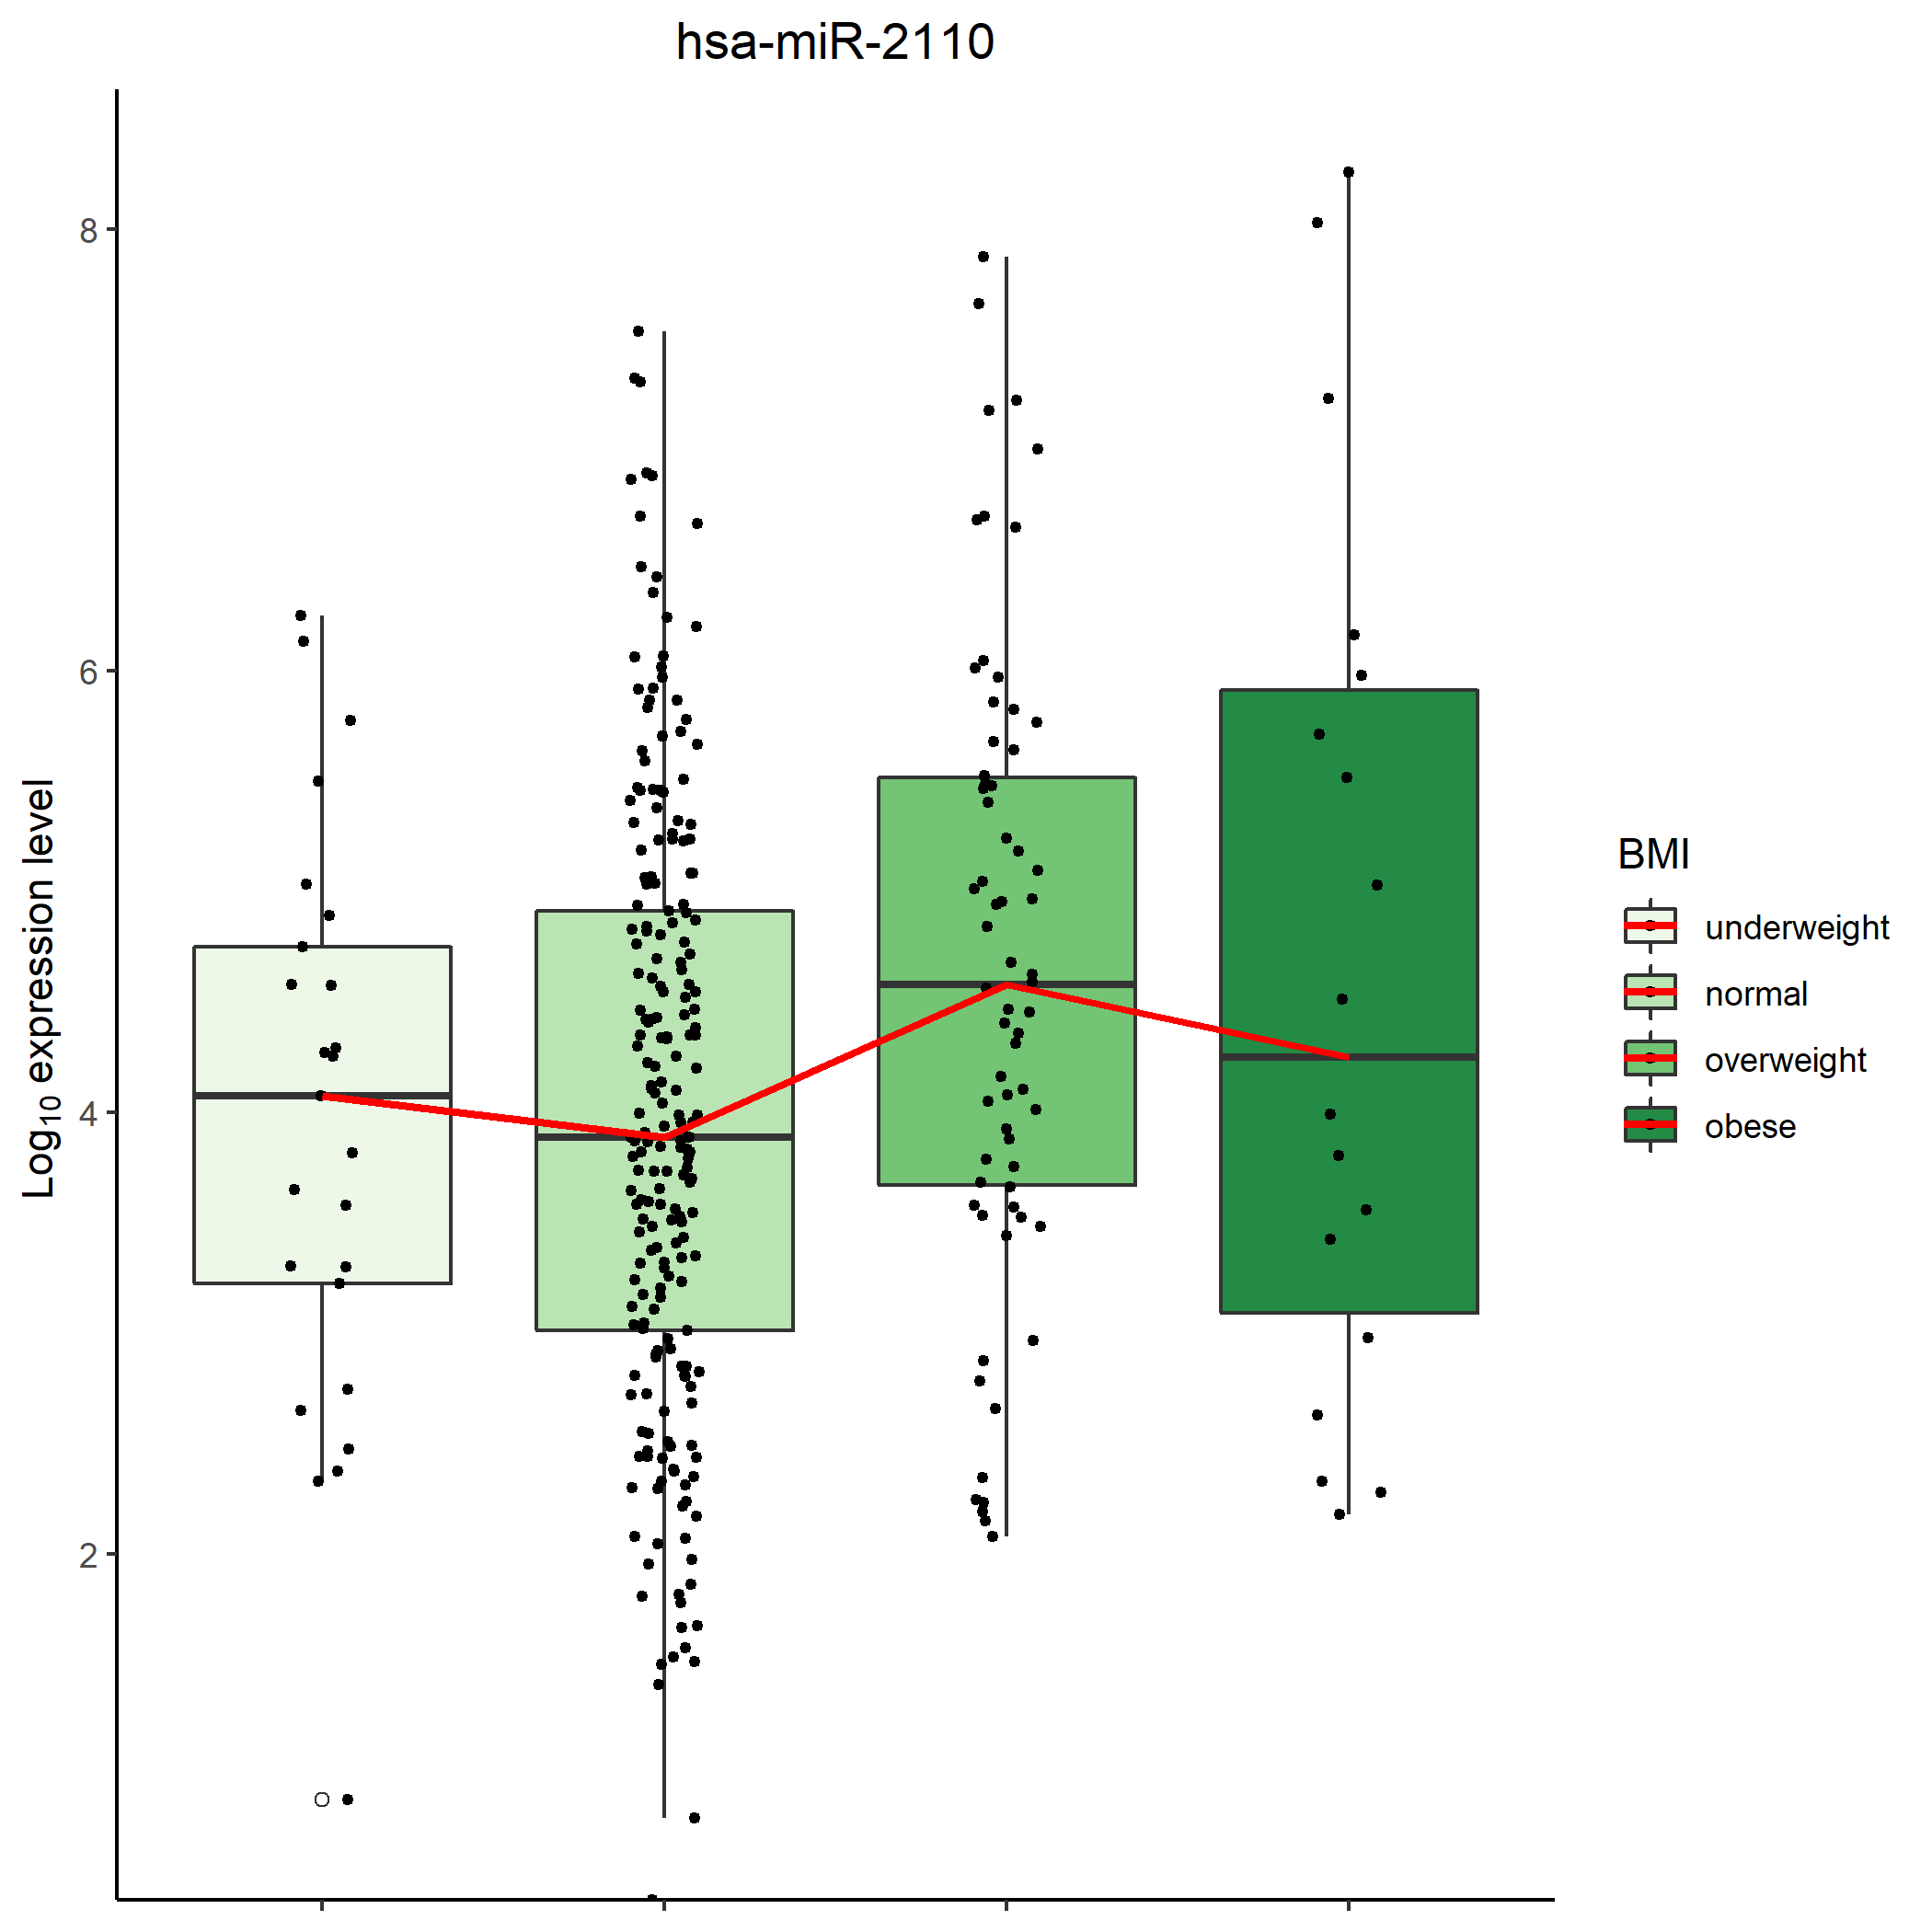 hsa-miR-2110
Log10 expression level
8
6
4
2
BMI
underweight
normal
overweight
obese